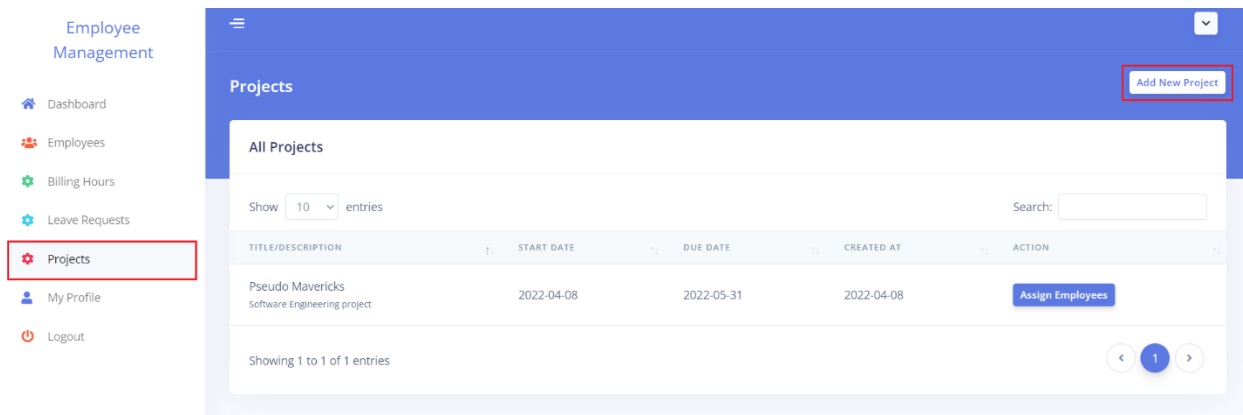 Employee
Management
Dashboard
Employees
Billing Hours
Leave Requests
Projects
My Profile
Logout
Projects
Add New Project
All Projects
Show 10 entries
Search:
TITLE/DESCRIPTION START DATE DUE DATE CREATED AT ACTION
Pseudo Mavericks
Software Engineering project
2022-04-08 2022-05-31 2022-04-08 Assign Employees
Showing 1 to 1 of 1 entries
1